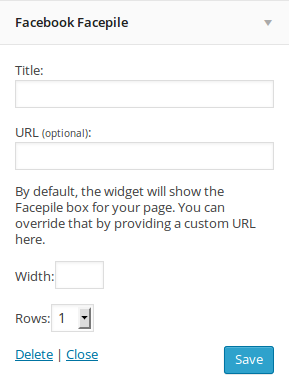 Facebook Facepile
Title:
URL (optional):
By default, the widget will show the
Facepile box for your page. You can
override that by providing a custom URL
here.
Width:
Rows: 1
Delete | Close Save